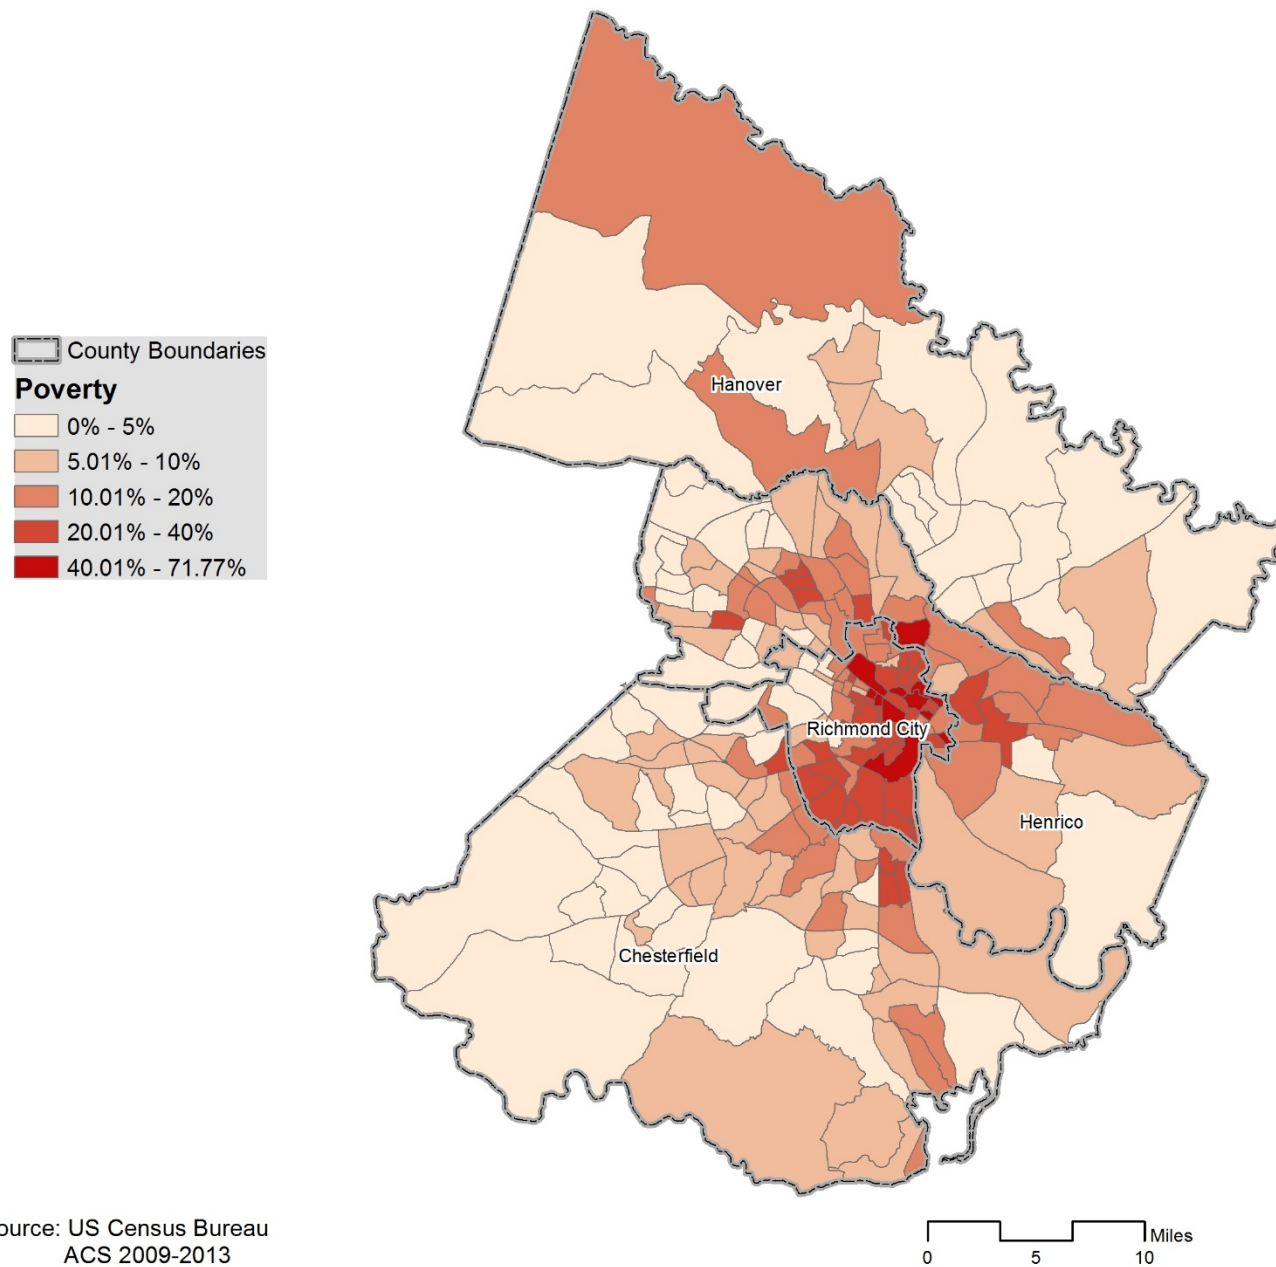 County Boundaries
Poverty
0% - 5%
5.01% - 10%
10.01% - 20%
20.01% - 40%
40.01% - 71.77%
Hanover
Richmond City
Henrico
Chesterfield
ource: US Census Bureau
ACS 2009-2013
Miles
0 5 10